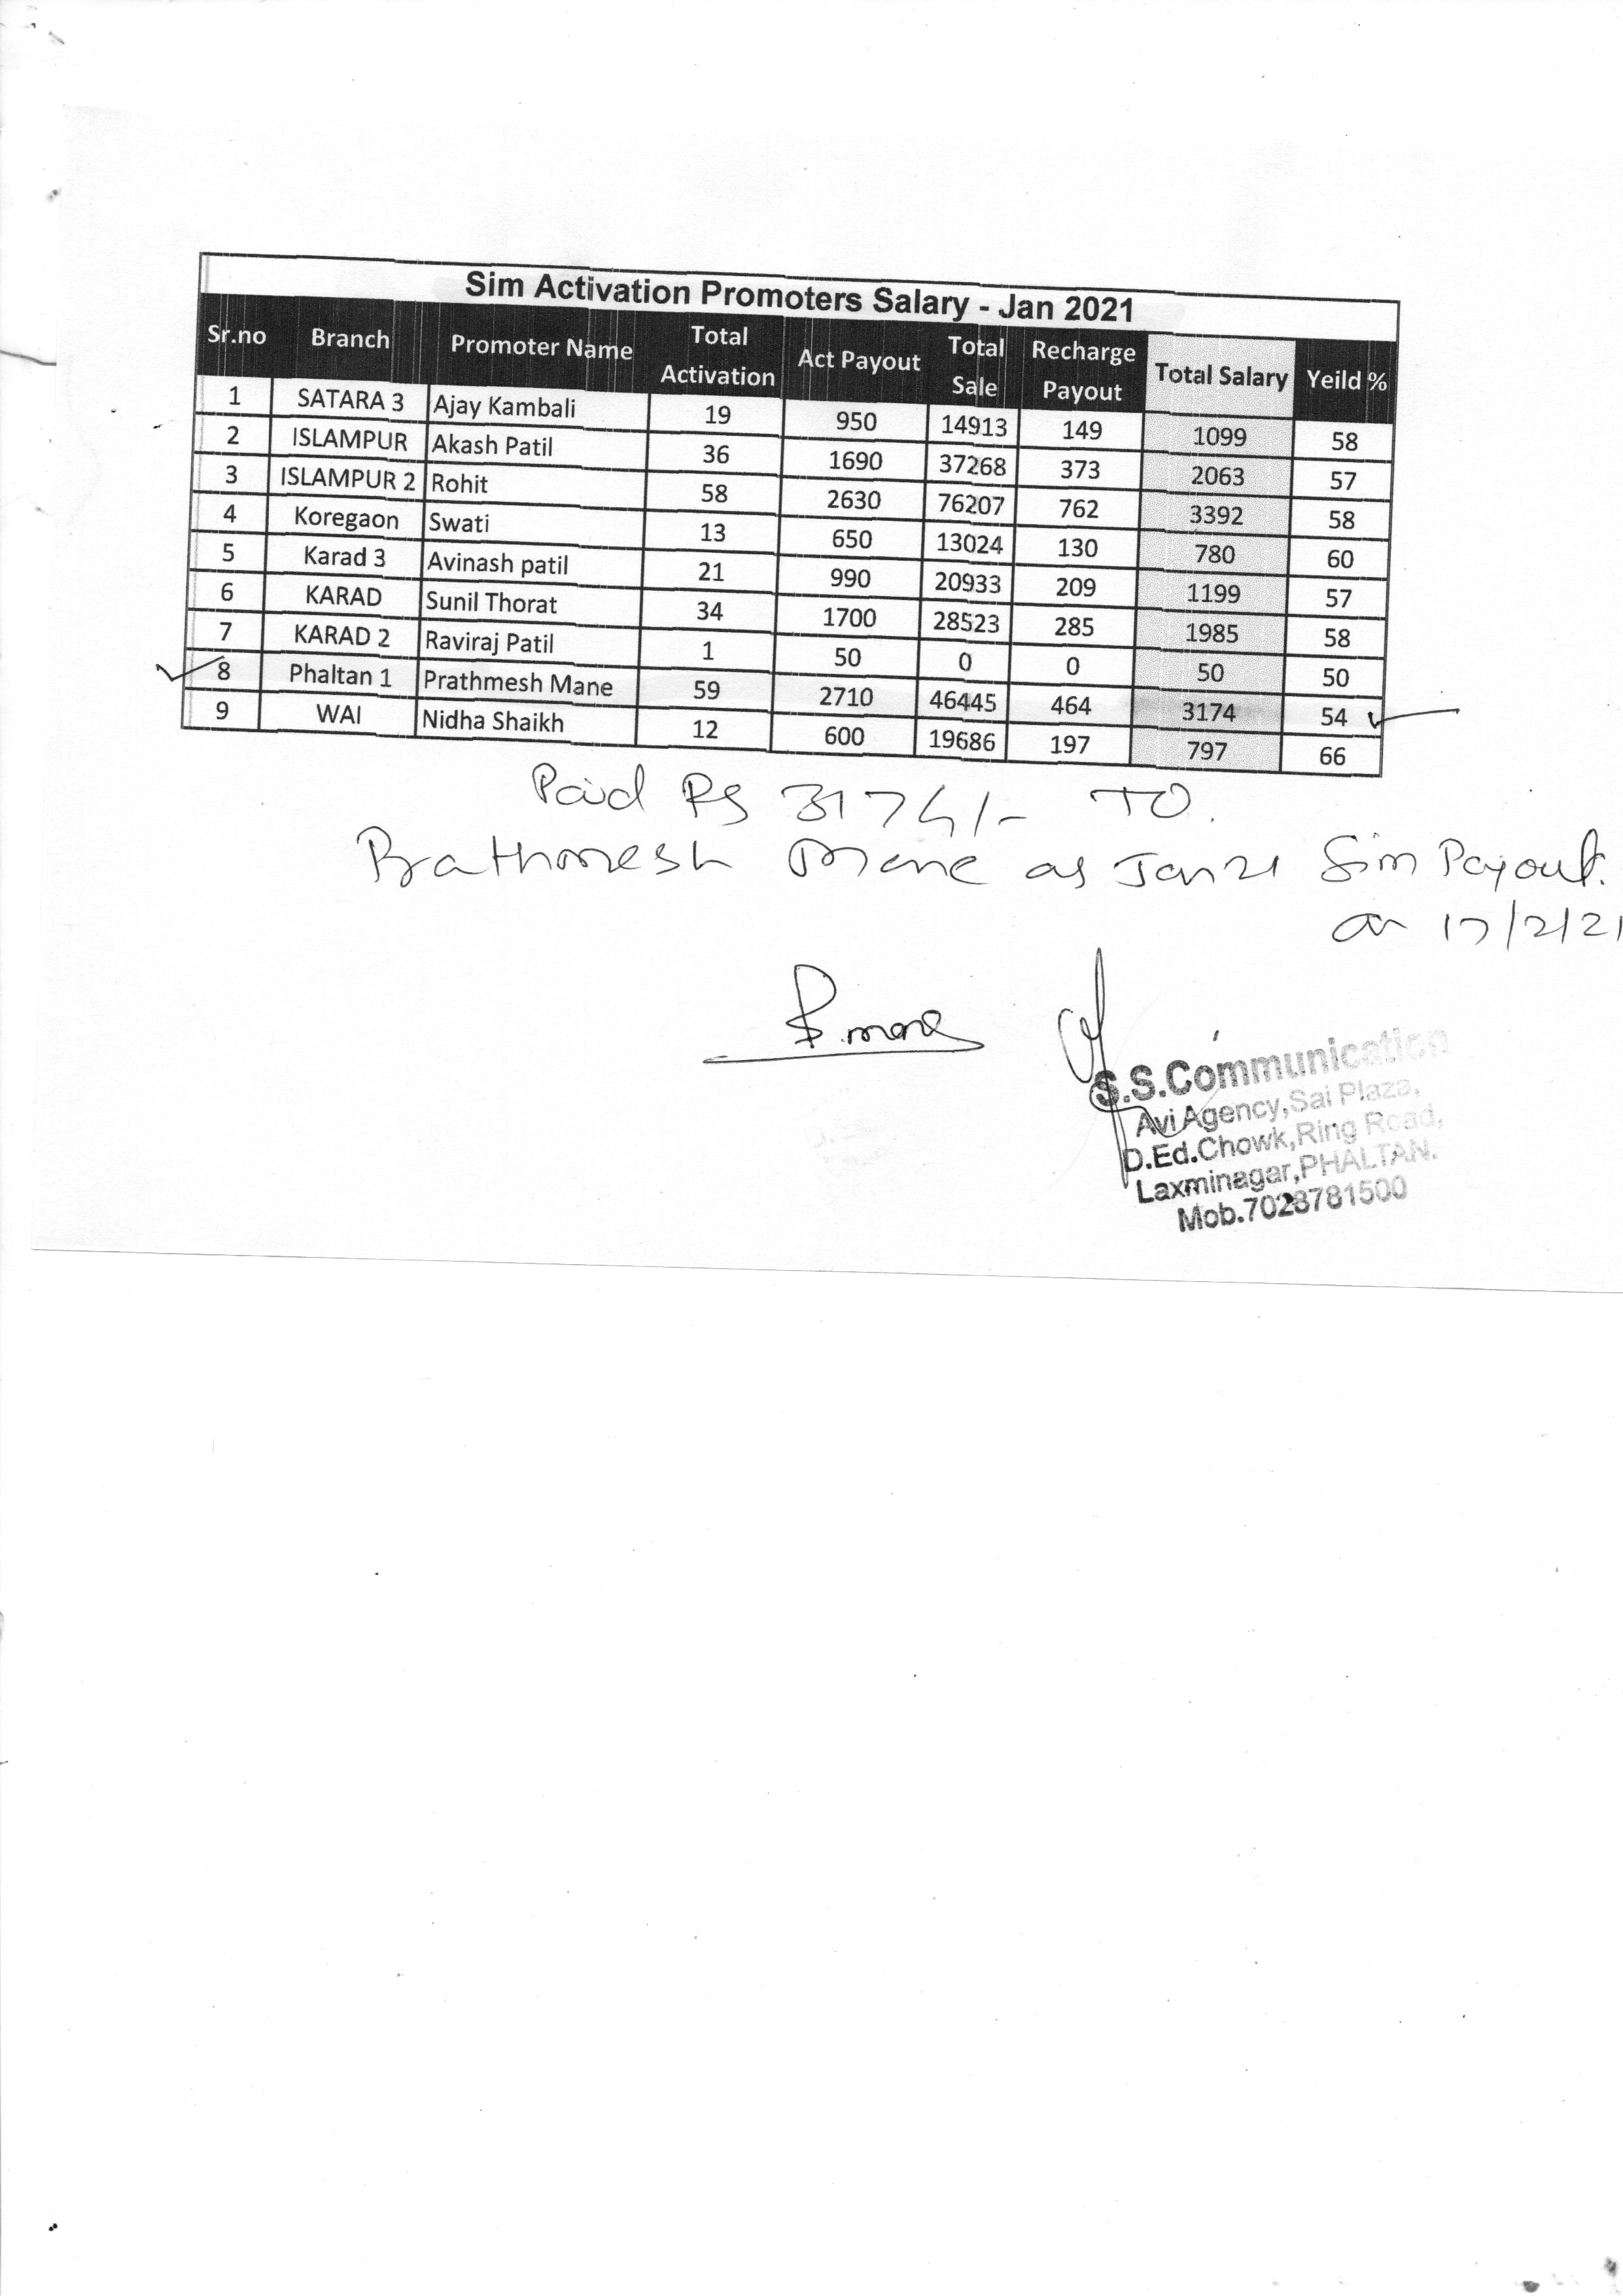 Sim Activation Promoters Salary - Jan 2021
Sr.no Branch Promoter Name Total Activation Act Payout Total Sale Recharge Payout Total Salary Yeild %
1 SATARA 3 Ajay Kambali 19 950 14913 149 1099 58
2 ISLAMPUR Akash Patil 36 1690 37268 373 2063 57
3 ISLAMPUR 2 Rohit 58 2630 76207 762 3392 58
4 Koregaon Swati 13 650 13024 130 780 60
5 Karad 3 Avinash patil 21 990 20933 209 1199 57
6 KARAD Sunil Thorat 34 1700 28523 285 1985 58
7 KARAD 2 Raviraj Patil 1 50 0 0 50 50
8 Phaltan 1 Prathmesh Mane 59 2710 46445 464 3174 54
9 WAI Nidha Shaikh 12 600 19686 197 797 66
Paid Rs 3174/- TO.
Prathmesh Mane as Jan21 Sim Payout.
on 17/2/21
P.mane
S.S.Communication
Avi Agency,Sai Plaza,
D.Ed.Chowk,Ring Road,
Laxminagar,PHALTAN.
Mob.7028781500